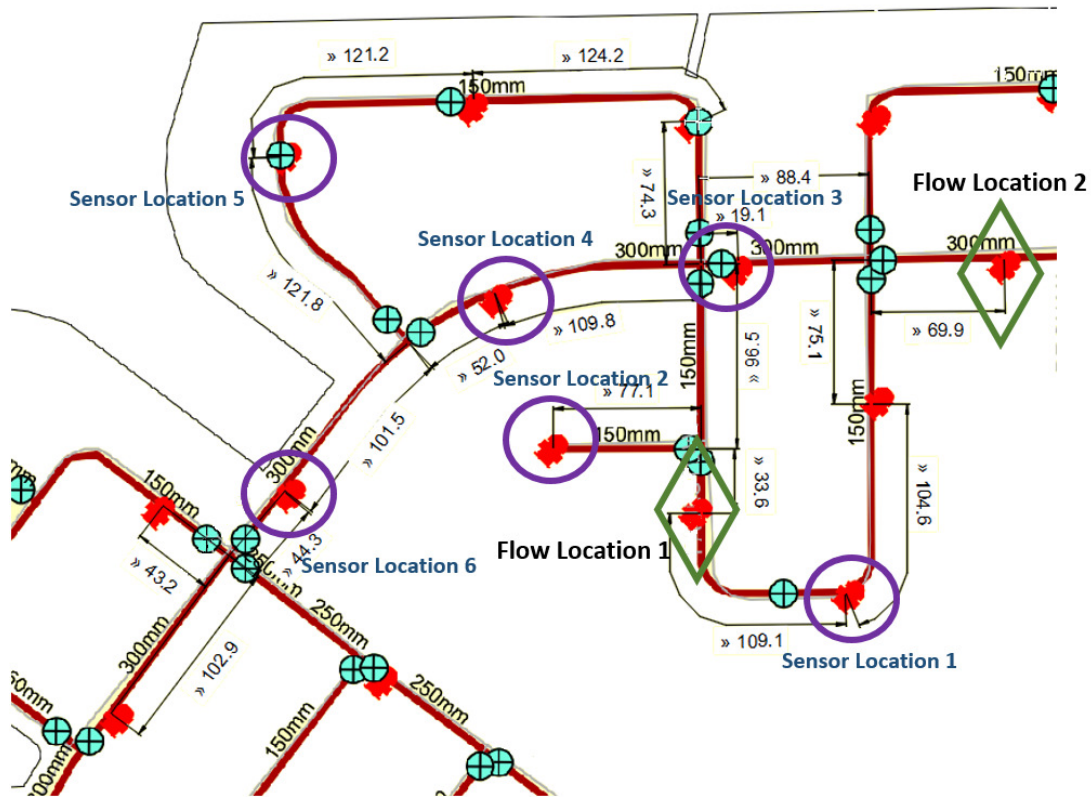 » 121.2
» 124.2
150mm
150mm
» 88.4
Flow Location 2
Sensor Location 5
» 74.3
Sensor Location 3
» 19.1
Sensor Location 4
300mm
300mm
300mm
» 121.8
» 109.8
» 75.1
» 69.9
» 52.0
» 96.5
150mm
Sensor Location 2
» 77.1
150mm
150mm
» 101.5
300mm
» 33.6
» 104.6
150mm
Flow Location 1
» 44.3
250mm
Sensor Location 6
» 43.2
250mm
» 109.1
Sensor Location 1
300mm
» 102.9
250mm
150mm